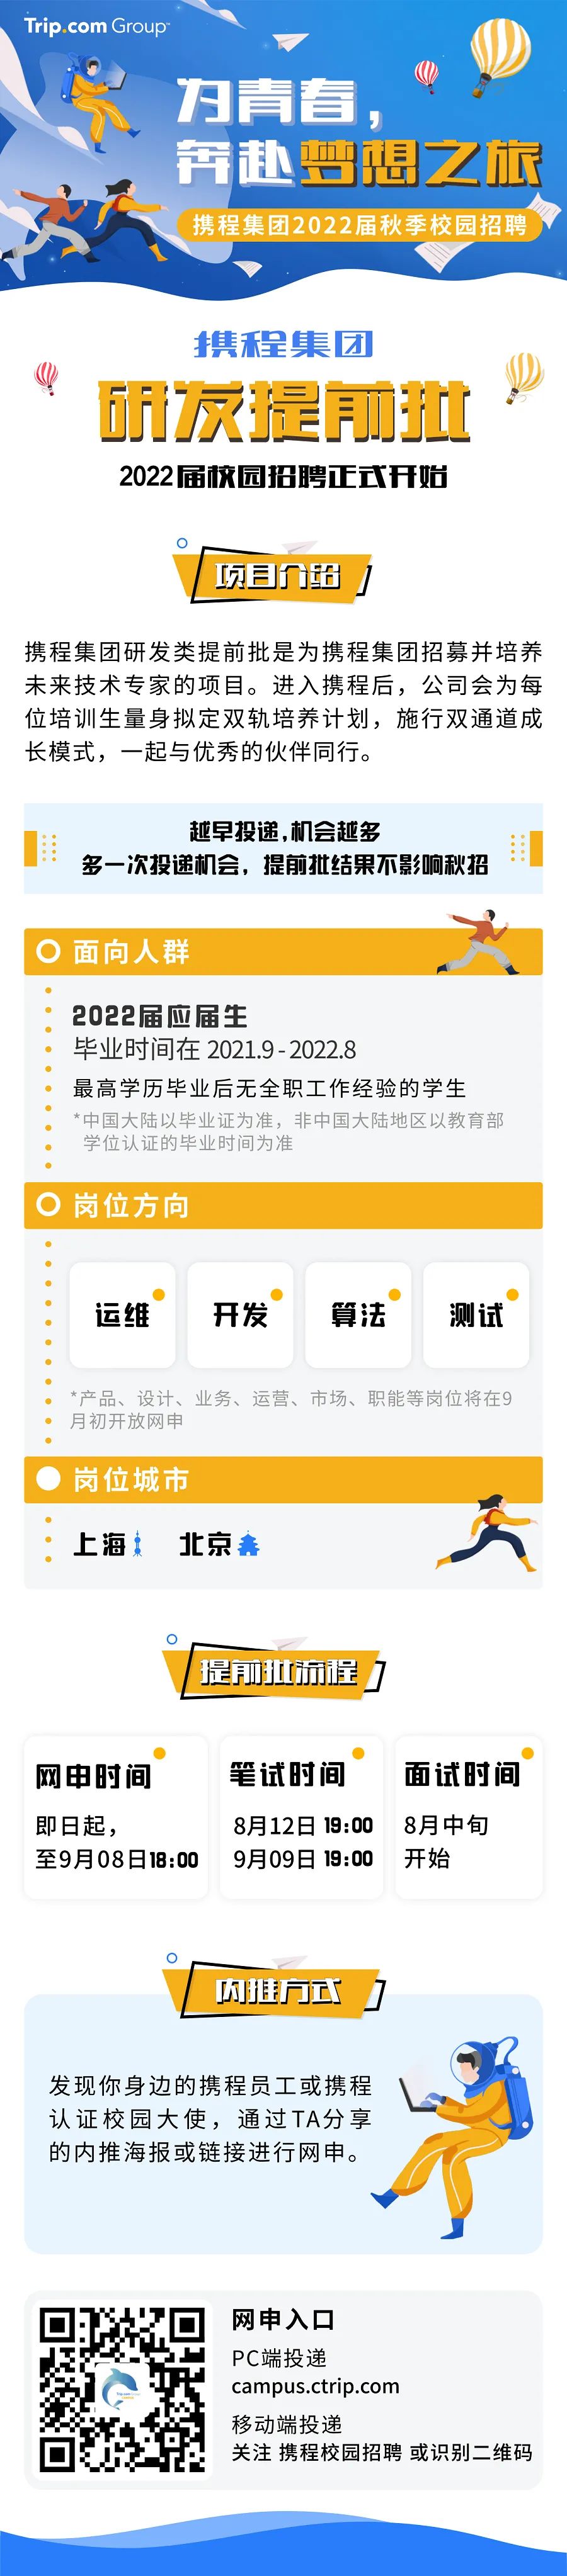 Trip.com Group™
为青春，
奔赴梦想之旅
携程集团2022届秋季校园招聘
携程集团
研发提前批
2022届校园招聘正式开始
项目介绍
携程集团研发类提前批是为携程集团招募并培养
未来技术专家的项目。进入携程后，公司会为每
位培训生量身拟定双轨培养计划，施行双通道成
长模式，一起与优秀的伙伴同行。
越早投递,机会越多
多一次投递机会，提前批结果不影响秋招
面向人群
2022届应届生
毕业时间在 2021.9 - 2022.8
最高学历毕业后无全职工作经验的学生
*中国大陆以毕业证为准，非中国大陆地区以教育部
学位认证的毕业时间为准
岗位方向
运维 开发 算法 测试
*产品、设计、业务、运营、市场、职能等岗位将在9
月初开放网申
岗位城市
上海 北京
提前批流程
网申时间
即日起，
至9月08日18:00
笔试时间
8月12日 19:00
9月09日 19:00
面试时间
8月中旬
开始
内推方式
发现你身边的携程员工或携程
认证校园大使，通过TA分享
的内推海报或链接进行网申。
网申入口
PC端投递
campus.ctrip.com
移动端投递
关注 携程校园招聘 或识别二维码